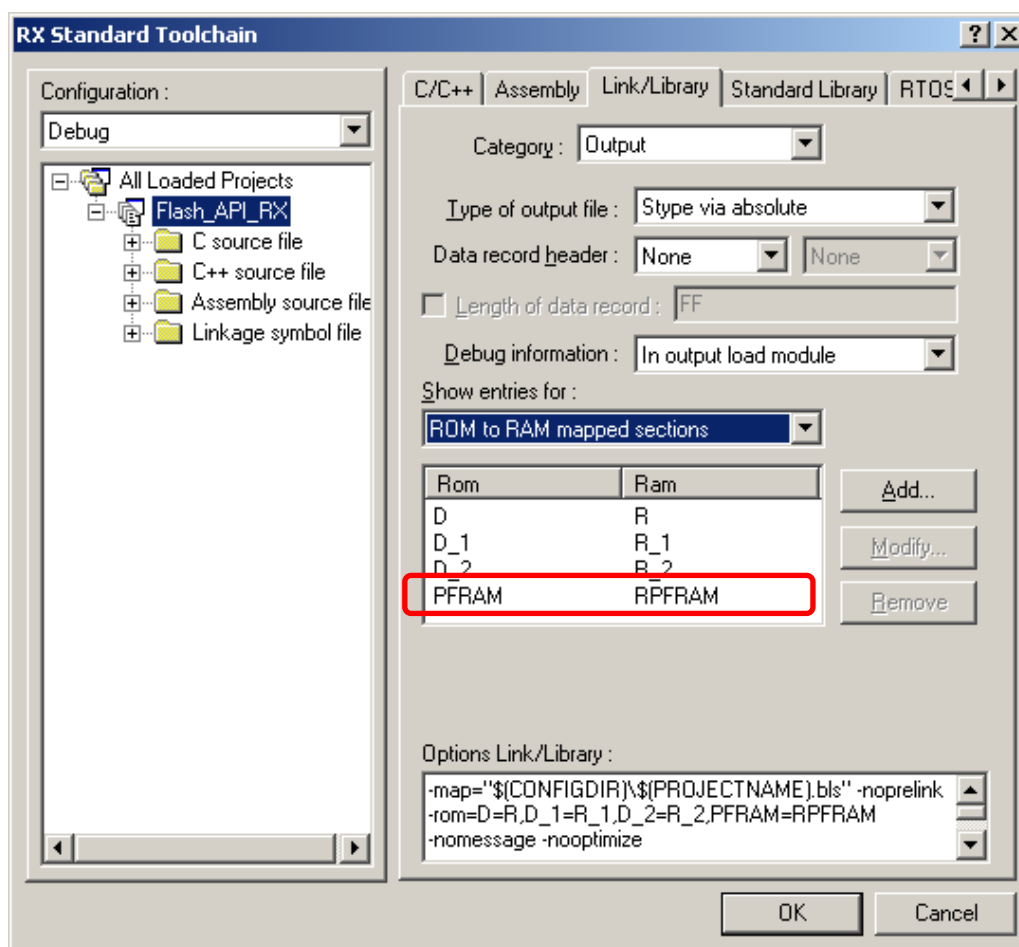 RX Standard Toolchain
Configuration :
Debug
All Loaded Projects
Flash_API_RX
C source file
C++ source file
Assembly source file
Linkage symbol file
C/C++ Assembly Link/Library Standard Library RTOS
Category : Output
Type of output file : Stype via absolute
Data record header : None None
Length of data record : FF
Debug information : In output load module
Show entries for :
ROM to RAM mapped sections
Rom Ram
D R
D_1 R_1
D_2 R_2
PFRAM RPFRAM
Add...
Modify...
Remove
Options Link/Library :
-map="$(CONFIGDIR)\$(PROJECTNAME).bls" -noprelink
-rom=D=R,D_1=R_1,D_2=R_2,PFRAM=RPFRAM
-nomessage -nooptimize
OK Cancel